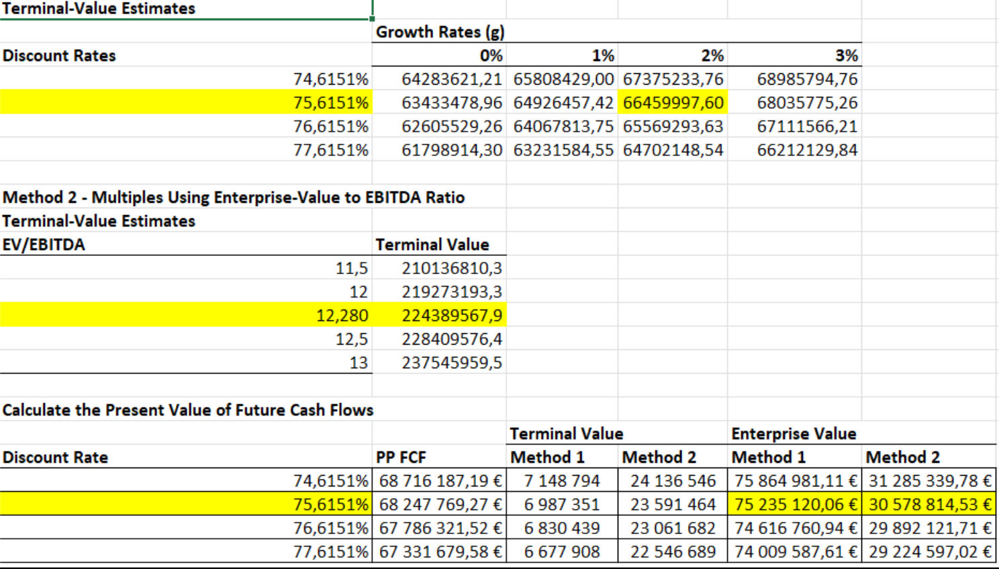 Terminal-Value Estimates
Growth Rates (g)
Discount Rates 0% 1% 2% 3%
74,6151% 64283621,21 65808429,00 67375233,76 68985794,76
75,6151% 63433478,96 64926457,42 66459997,60 68035775,26
76,6151% 62605529,26 64067813,75 65569293,63 67111566,21
77,6151% 61798914,30 63231584,55 64702148,54 66212129,84
Method 2 - Multiples Using Enterprise-Value to EBITDA Ratio
Terminal-Value Estimates
EV/EBITDA Terminal Value
11,5 210136810,3
12 219273193,3
12,280 224389567,9
12,5 228409576,4
13 237545959,5
Calculate the Present Value of Future Cash Flows
Terminal Value Enterprise Value
Discount Rate PP FCF Method 1 Method 2 Method 1 Method 2
74,6151% 68 716 187,19 € 7 148 794 24 136 546 75 864 981,11 € 31 285 339,78 €
75,6151% 68 247 769,27 € 6 987 351 23 591 464 75 235 120,06 € 30 578 814,53 €
76,6151% 67 786 321,52 € 6 830 439 23 061 682 74 616 760,94 € 29 892 121,71 €
77,6151% 67 331 679,58 € 6 677 908 22 546 689 74 009 587,61 € 29 224 597,02 €